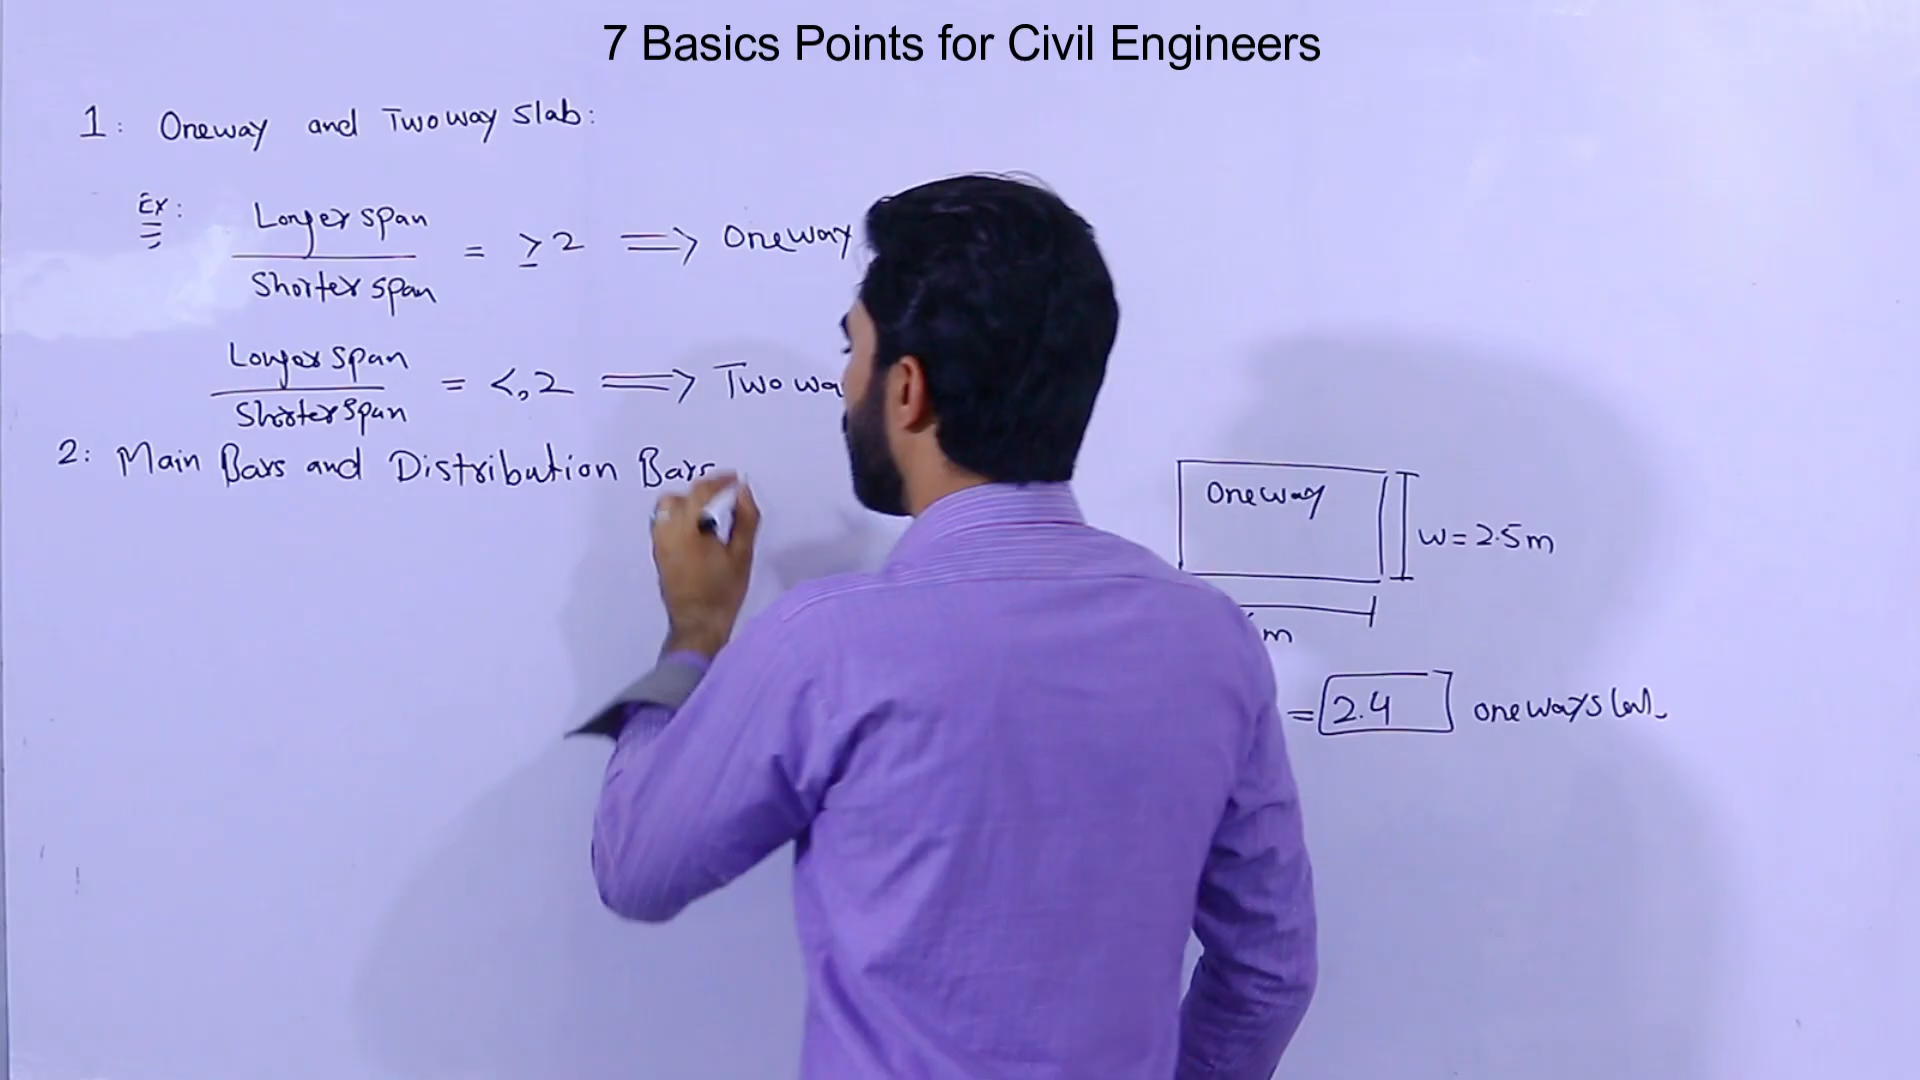 7 Basics Points for Civil Engineers
1: Oneway and Twoway Slab:
Ex:
Longer span
Shorter span
= ≥ 2 ⟹ Oneway
Longer span
Shorter span
= <, 2 ⟹ Two wa
2: Main Bars and Distribution Bars
Oneway
W = 2.5m
m
= 2.4 oneway slab